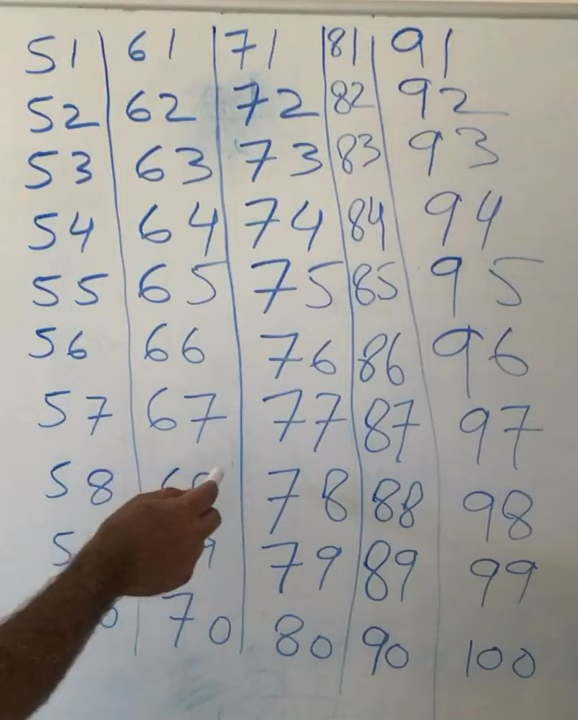 51 61 71 81 91
52 62 72 82 92
53 63 73 83 93
54 64 74 84 94
55 65 75 85 95
56 66 76 86 96
57 67 77 87 97
58 78 88 98
79 89 99
70 80 90 100